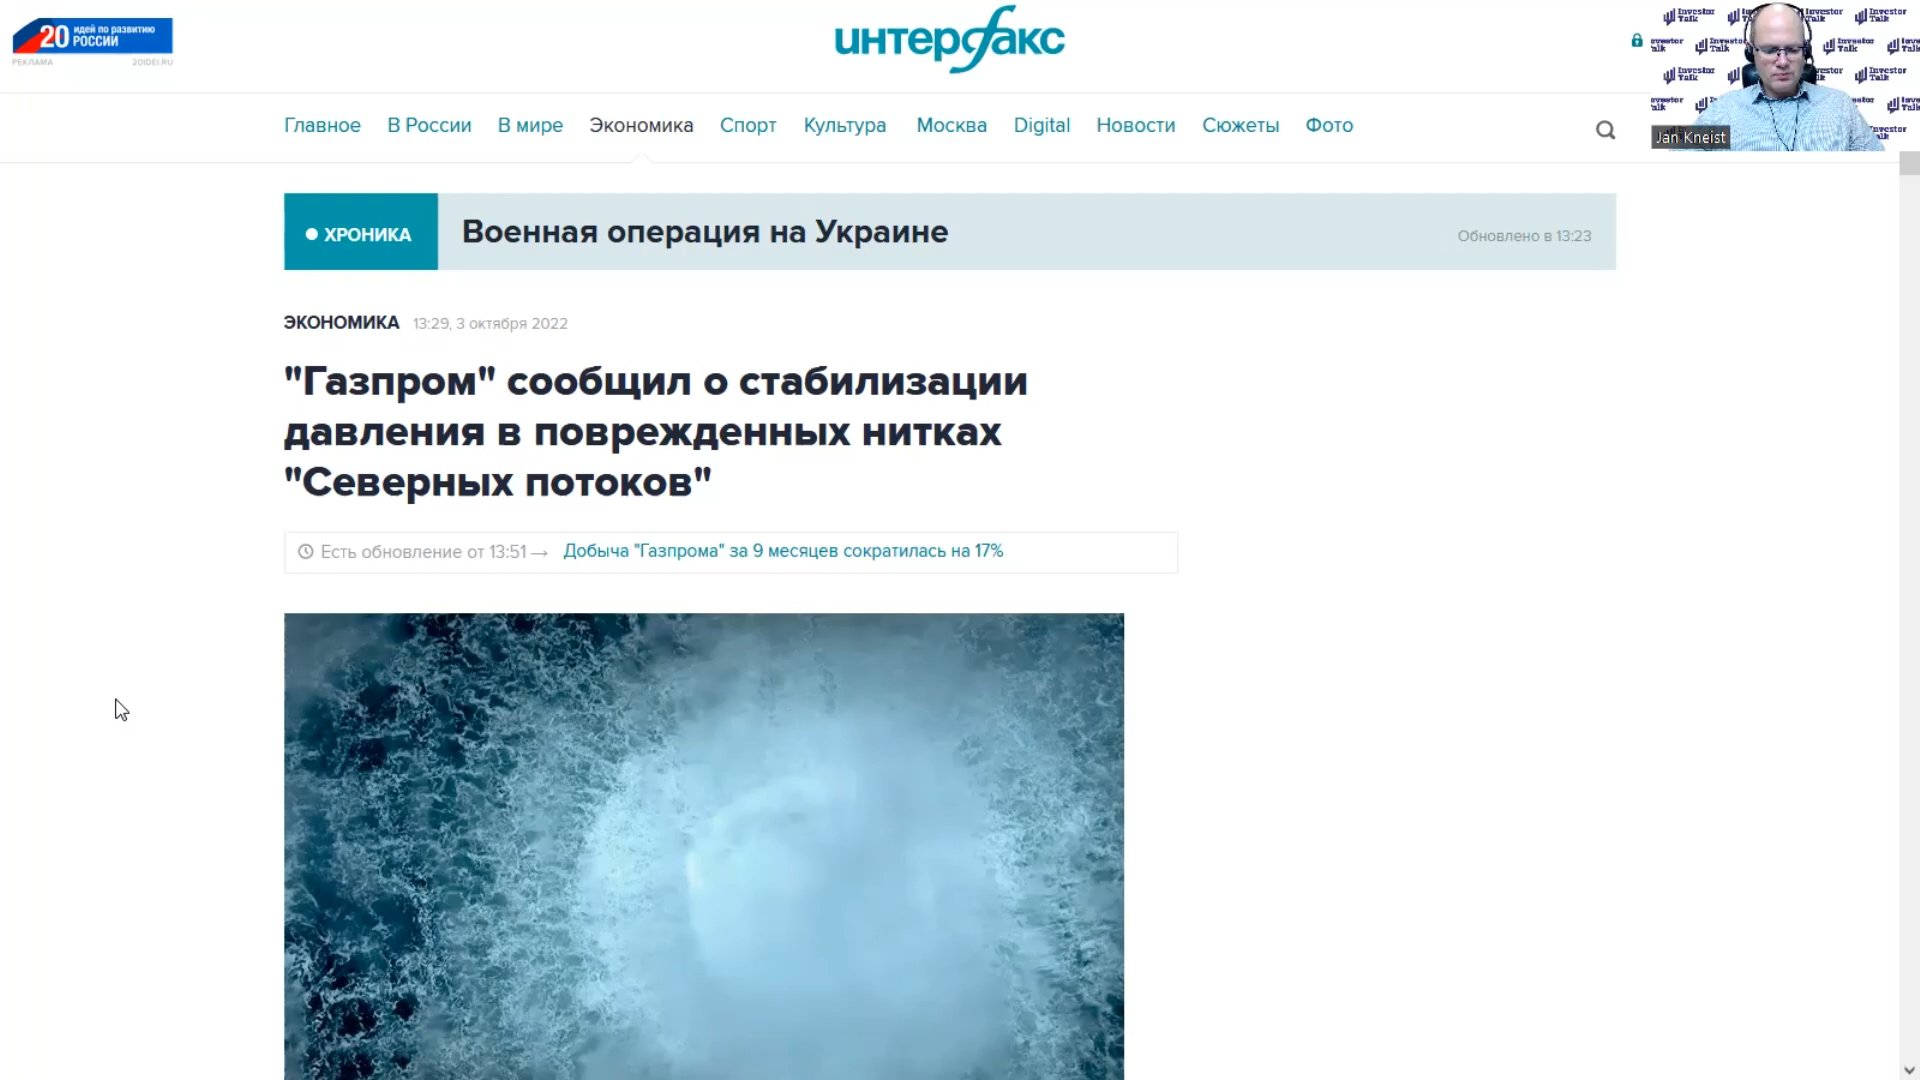 20 идей по развитию
РОССИИ
РЕКЛАМА 20IDEI.RU
интерфакс
Investor Talk
Jan Kneist
Главное В России В мире Экономика Спорт Культура Москва Digital Новости Сюжеты Фото
ХРОНИКА Военная операция на Украине Обновлено в 13:23
ЭКОНОМИКА 13:29, 3 октября 2022
"Газпром" сообщил о стабилизации
давления в поврежденных нитках
"Северных потоков"
Есть обновление от 13:51 → Добыча "Газпрома" за 9 месяцев сократилась на 17%